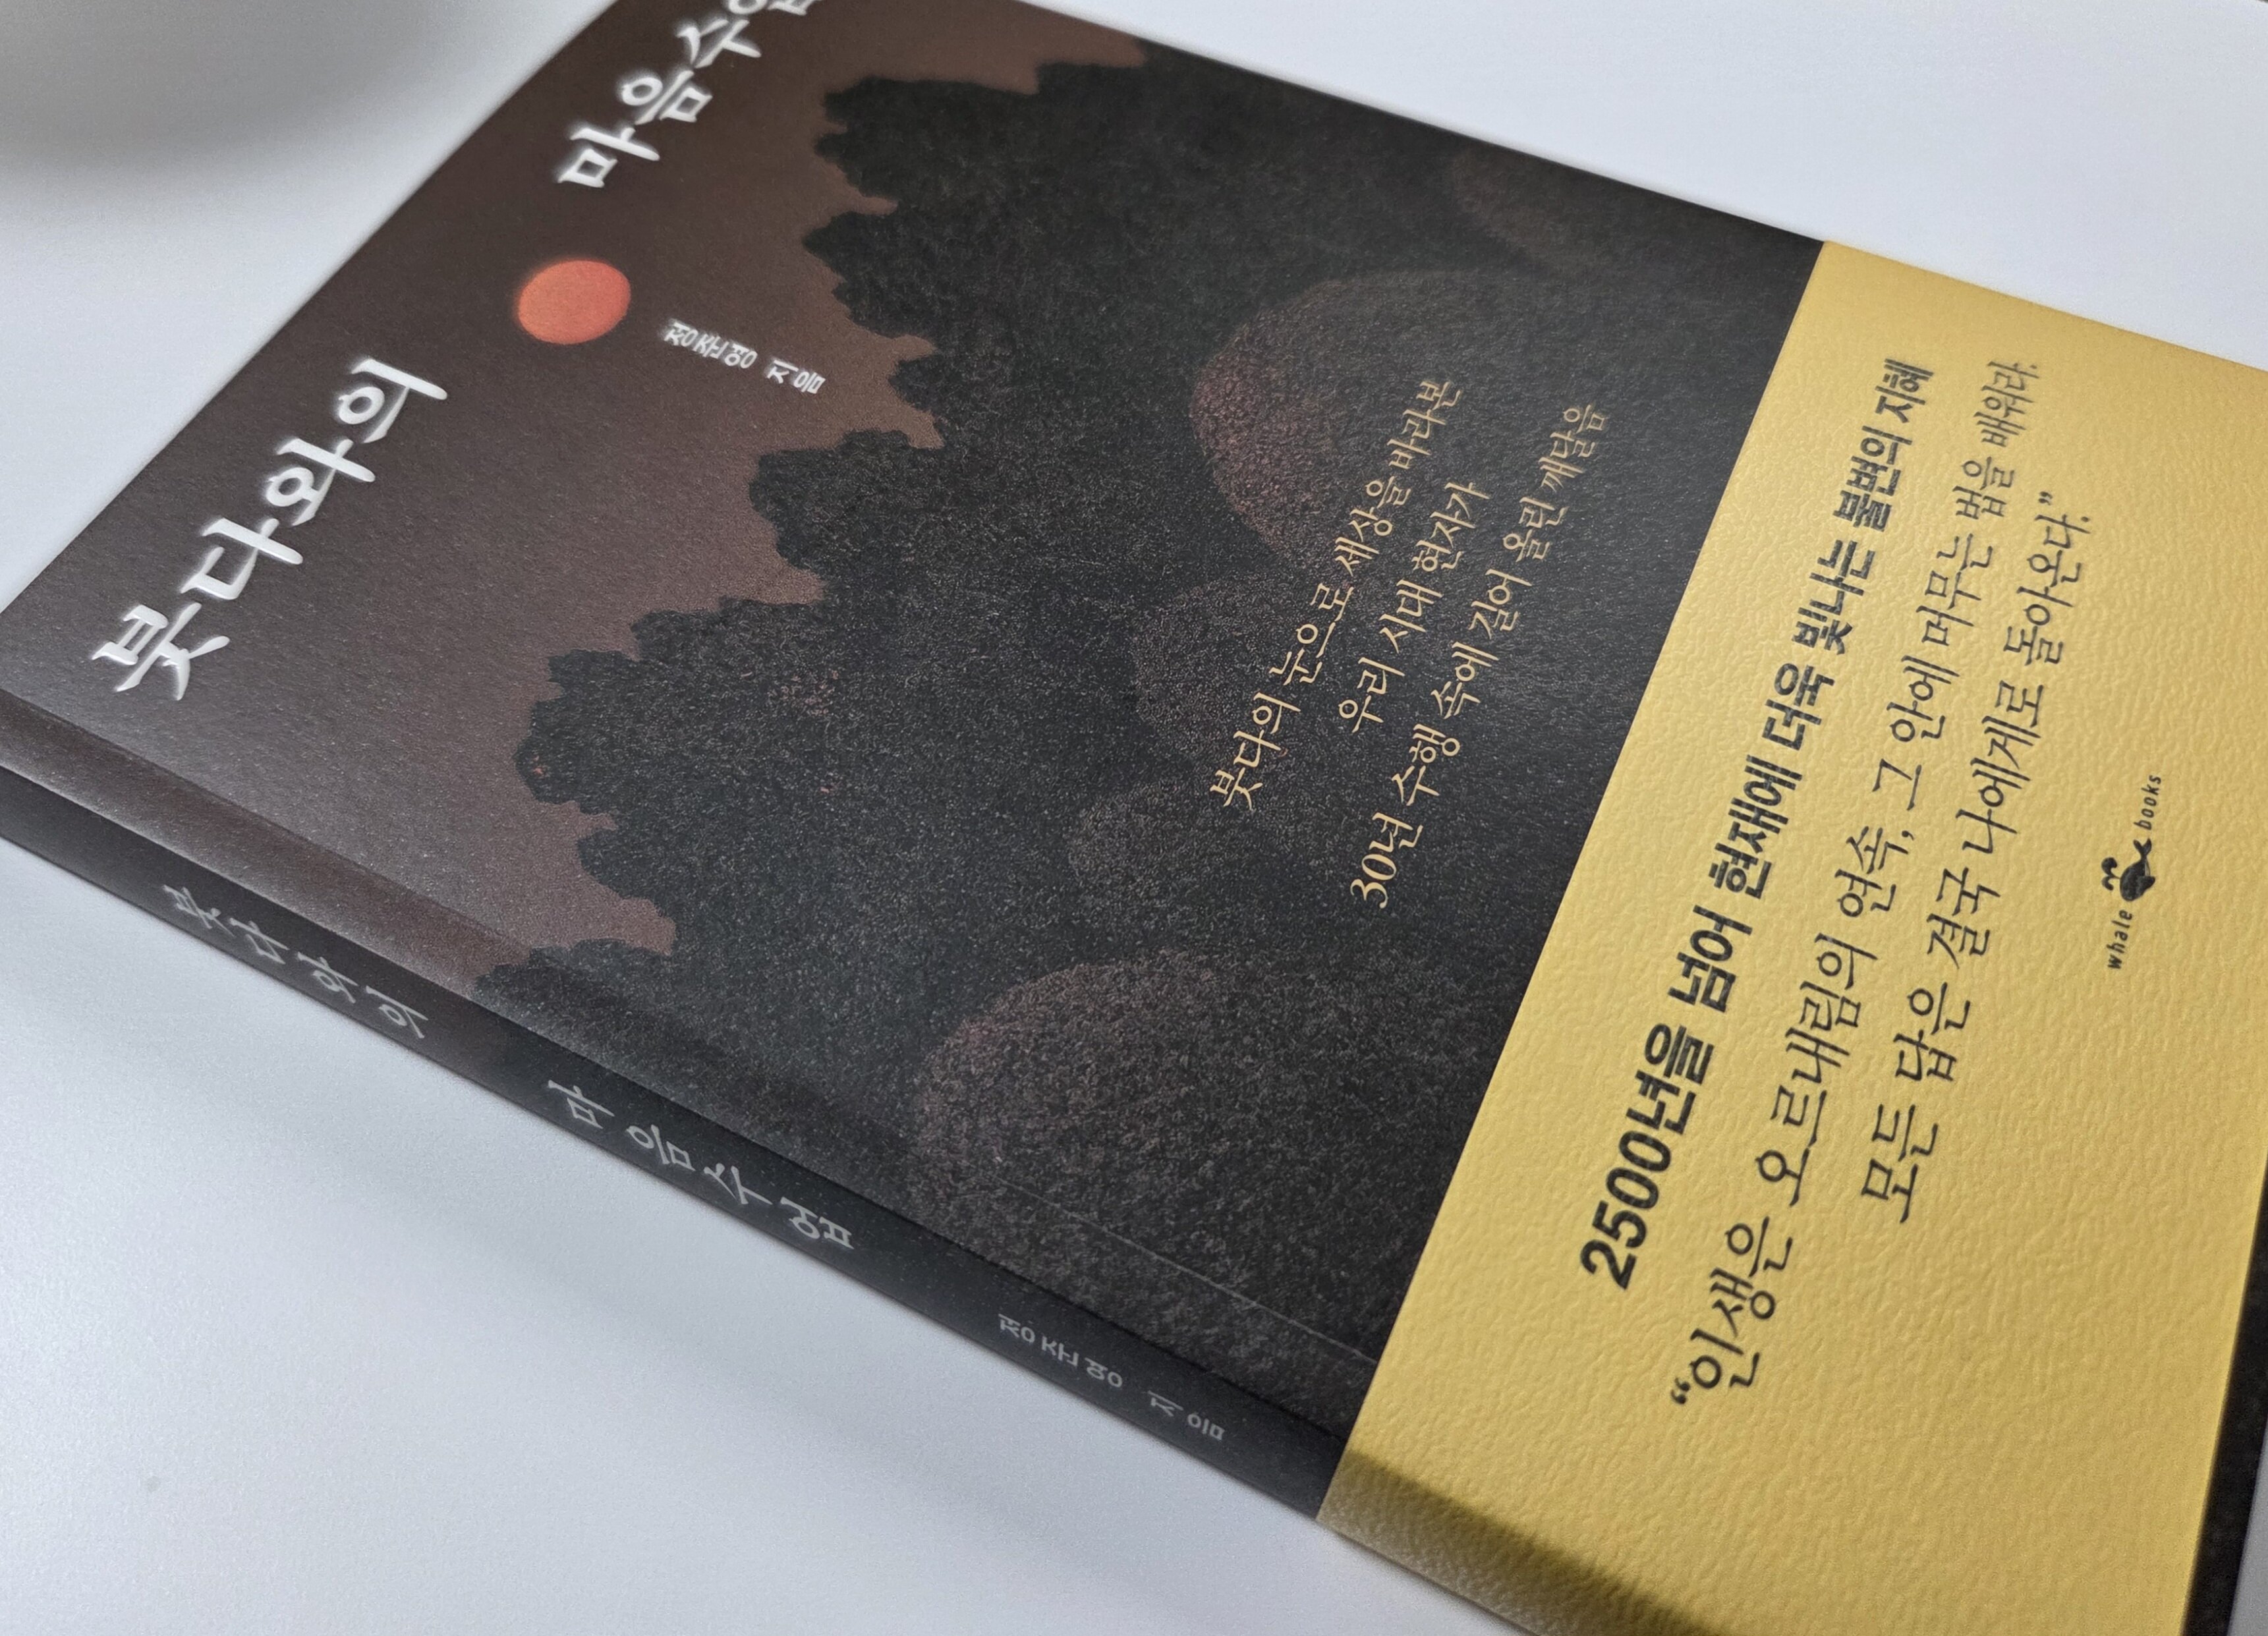 붓다와의
마음수업
정준영 지음
붓다의 눈으로 세상을 바라본
우리 시대 현자가
30년 수행 속에 길어 올린 깨달음
2500년을 넘어 현재에 더욱 빛나는 불변의 지혜
“인생은 오르내림의 연속, 그 안에 머무는 법을 배워라.
모든 답은 결국 나에게로 돌아온다.”
whale books
붓다와의 마음수업 정준영 지음